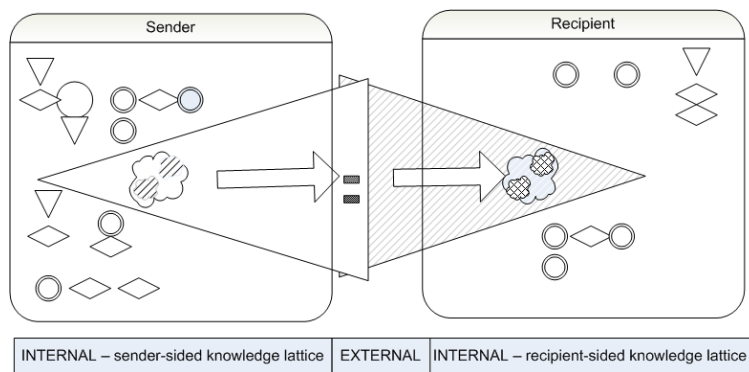 Sender
Recipient
INTERNAL – sender-sided knowledge lattice
EXTERNAL
INTERNAL – recipient-sided knowledge lattice